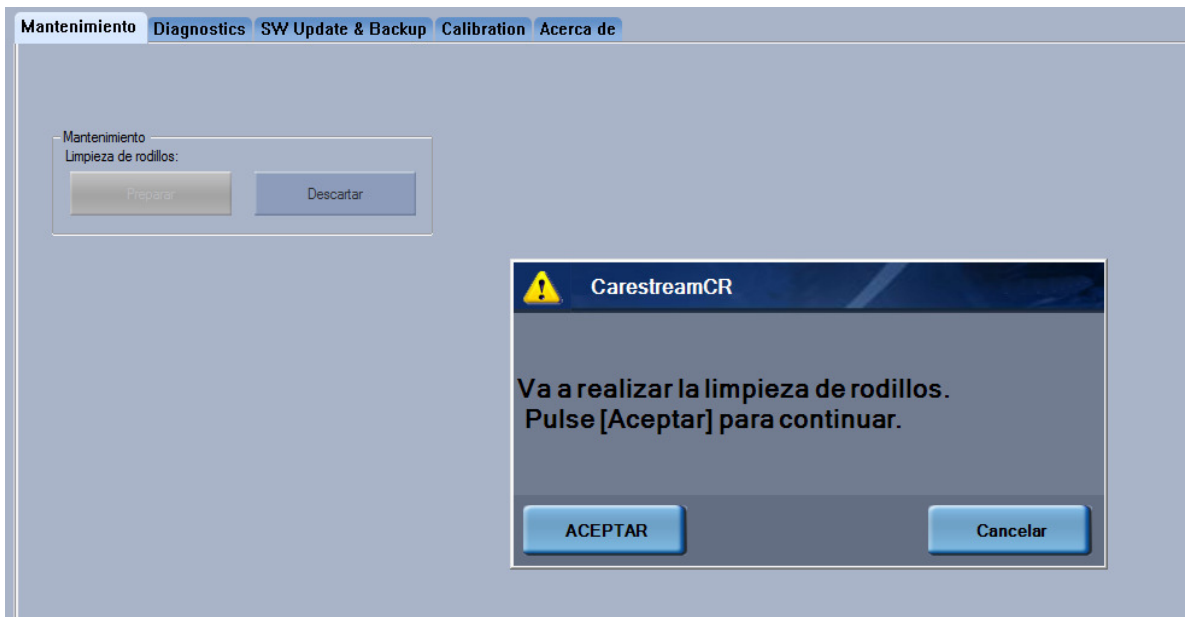 Mantenimiento Diagnostics SW Update & Backup Calibration Acerca de
Mantenimiento
Limpieza de rodillos:
Preparar Descartar
CarestreamCR
Va a realizar la limpieza de rodillos.
Pulse [Aceptar] para continuar.
ACEPTAR Cancelar